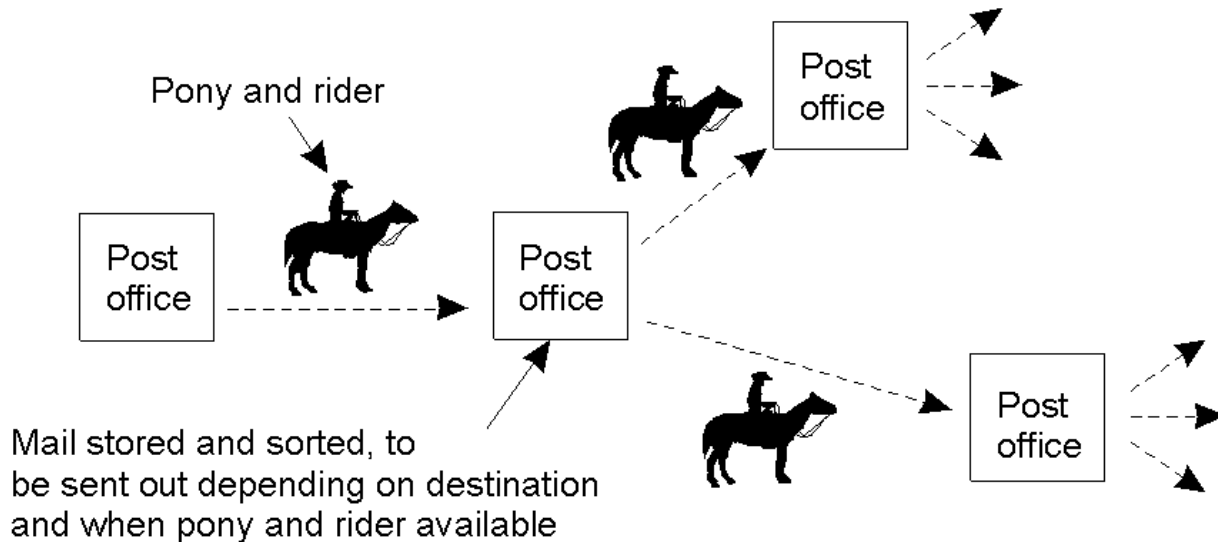 Pony and rider
Post
office
Post
office
Post
office
Post
office
Mail stored and sorted, to
be sent out depending on destination
and when pony and rider available